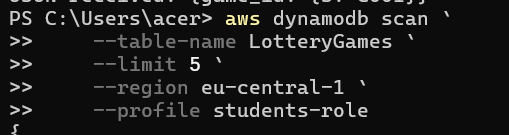 PS C:\Users\acer> aws dynamodb scan `
>>     --table-name LotteryGames `
>>     --limit 5 `
>>     --region eu-central-1 `
>>     --profile students-role
{